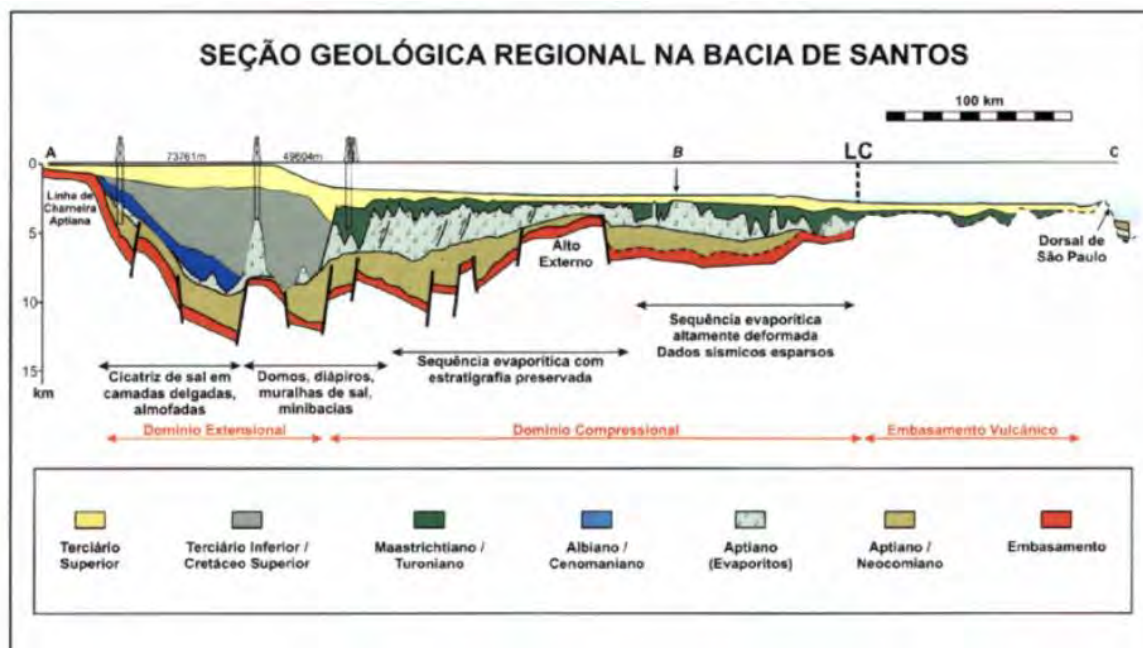 SEÇÃO GEOLÓGICA REGIONAL NA BACIA DE SANTOS
100 km
A
73761m
49604m
B
LC
C
0
Linha de
Charneira
Aptiana
5
Alto
Externo
Dorsal de
São Paulo
10
15
km
Sequência evaporítica
altamente deformada
Dados sísmicos esparsos
Cicatriz de sal em
camadas delgadas,
almofadas
Domos, diápiros,
muralhas de sal,
minibacias
Sequência evaporítica com
estratigrafia preservada
Domínio Extensional
Domínio Compressional
Embasamento Vulcânico
Terciário
Superior
Terciário Inferior /
Cretáceo Superior
Maastrichtiano /
Turoniano
Albiano /
Cenomaniano
Aptiano
(Evaporitos)
Aptiano /
Neocomiano
Embasamento